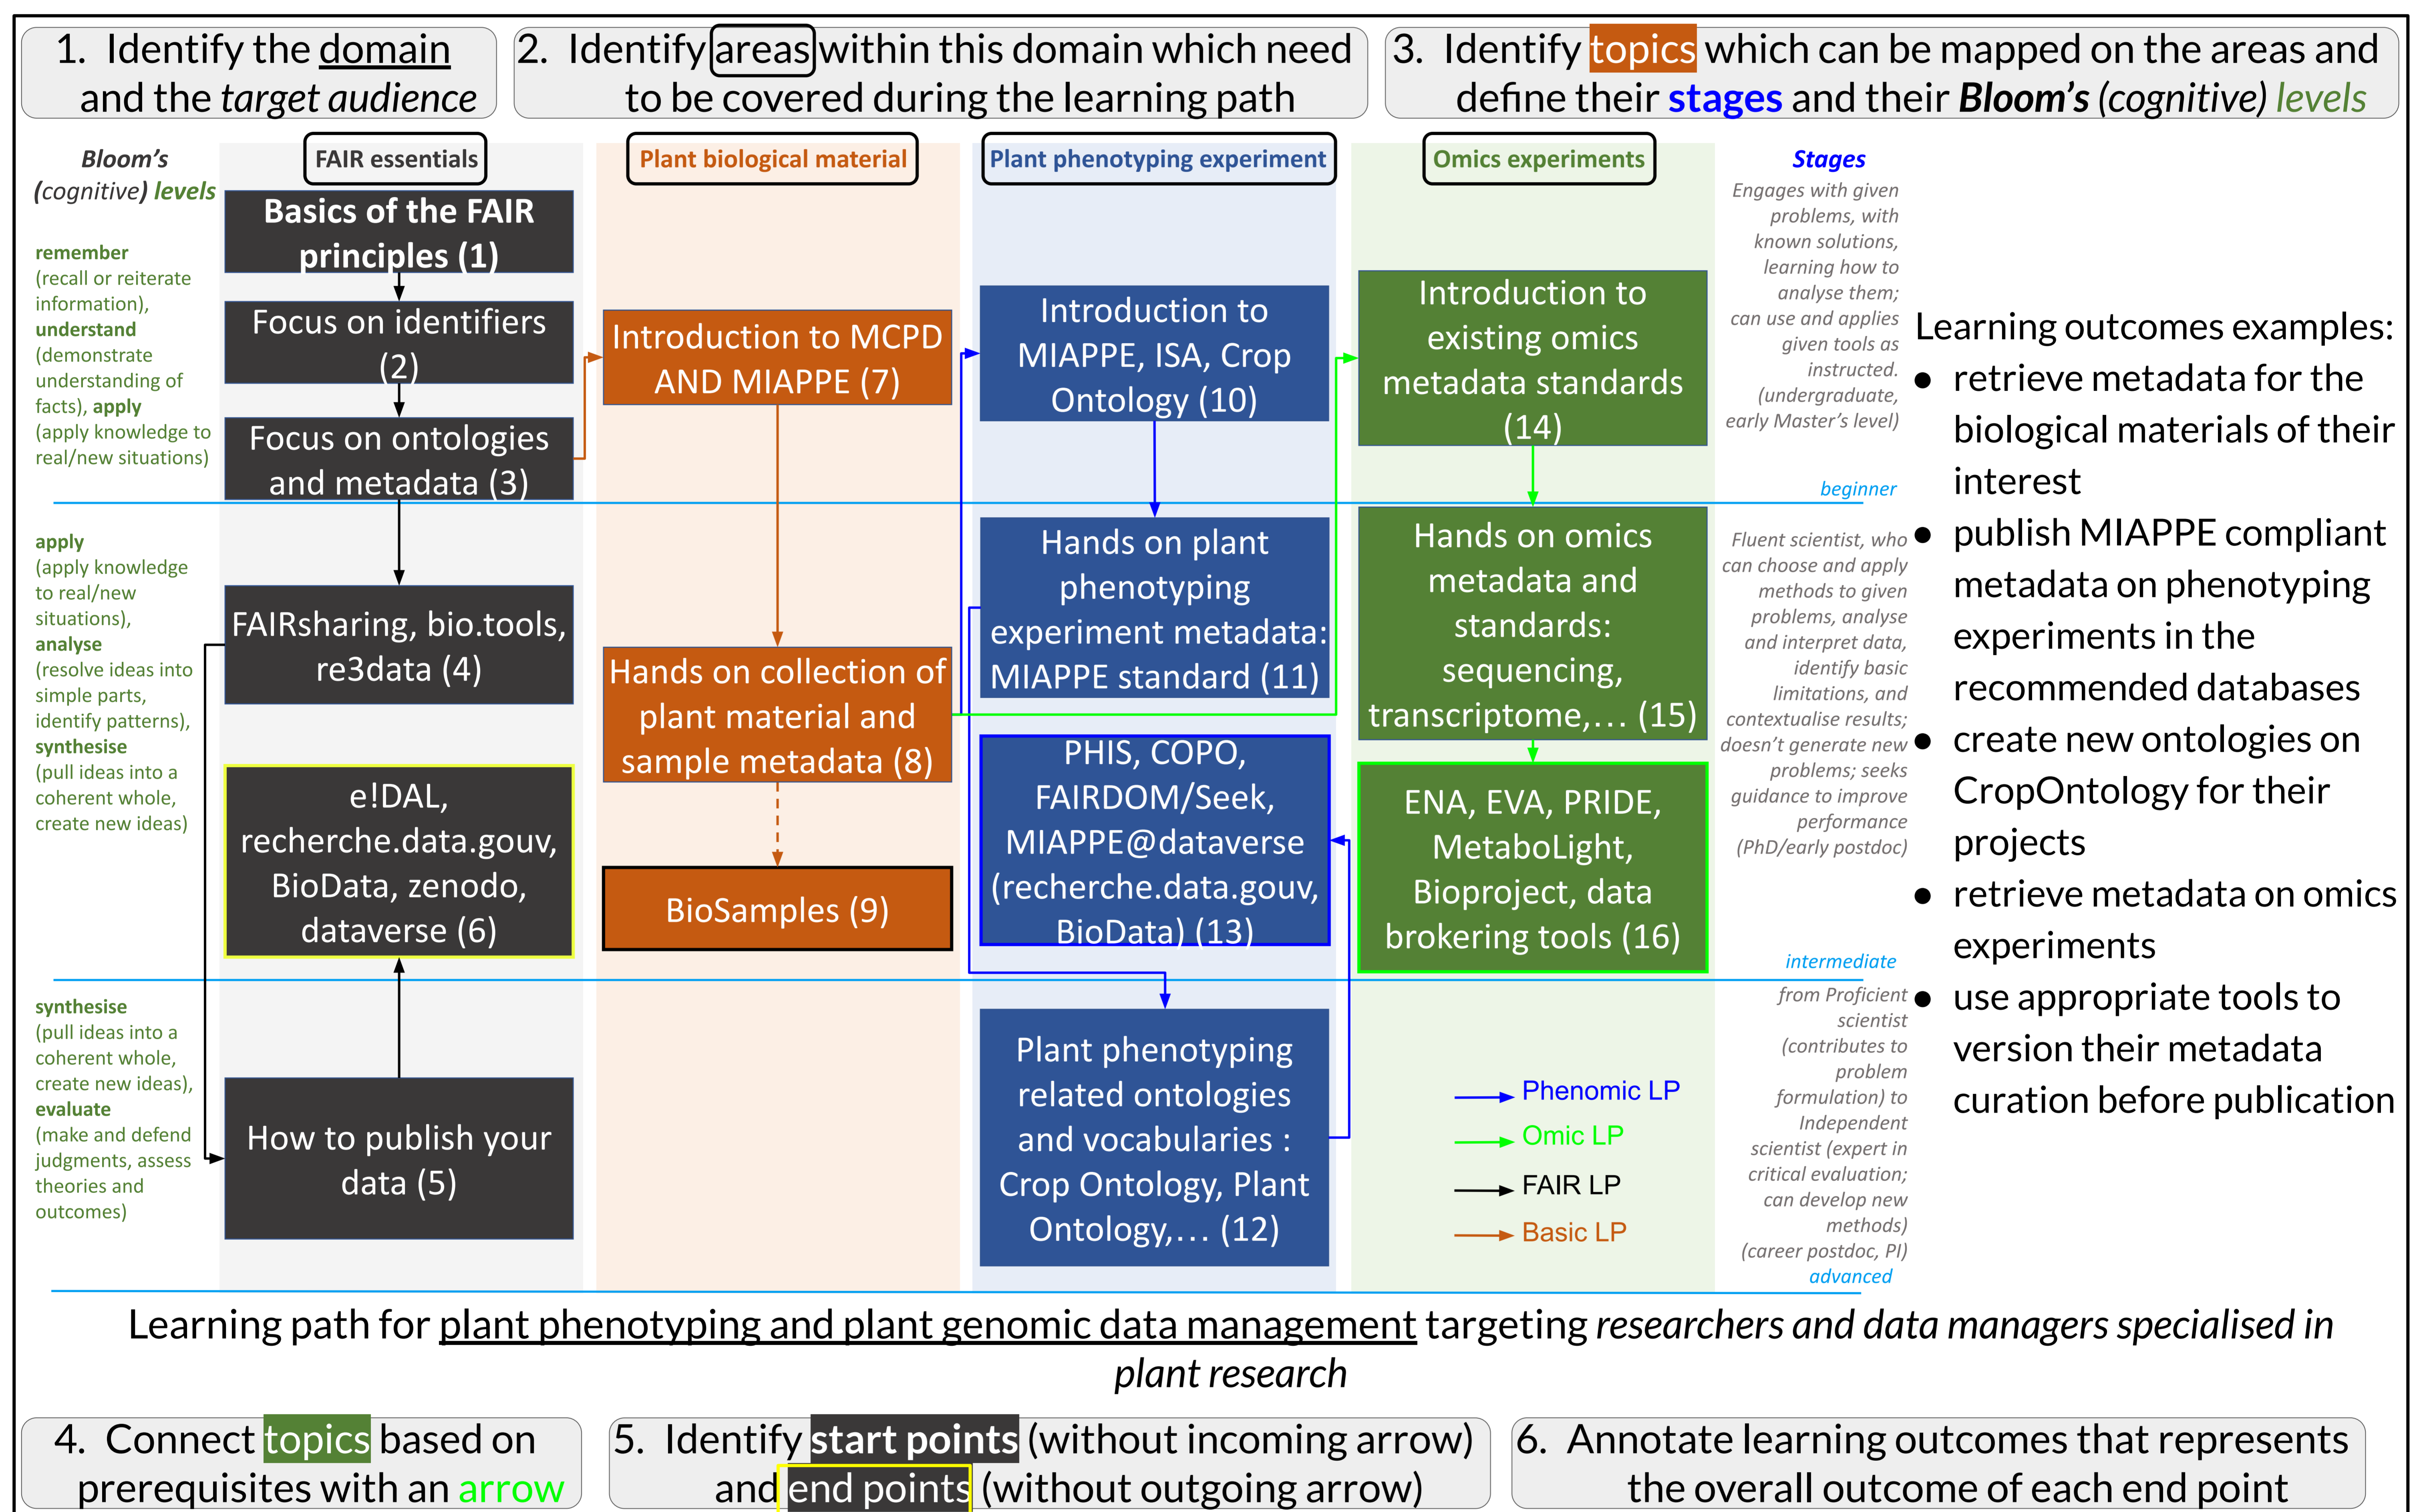 1. Identify the domain
and the target audience
2. Identify areas within this domain which need
to be covered during the learning path
3. Identify topics which can be mapped on the areas and
define their stages and their Bloom's (cognitive) levels
Bloom's
(cognitive) levels
remember
(recall or reiterate
information),
understand
(demonstrate
understanding of
facts), apply
(apply knowledge to
real/new situations)
apply
(apply knowledge
to real/new
situations),
analyse
(resolve ideas into
simple parts,
identify patterns),
synthesise
(pull ideas into a
coherent whole,
create new ideas)
synthesise
(pull ideas into a
coherent whole,
create new ideas),
evaluate
(make and defend
judgments, assess
theories and
outcomes)
FAIR essentials
Basics of the FAIR
principles (1)
Focus on identifiers
(2)
Focus on ontologies
and metadata (3)
FAIRsharing, bio.tools,
re3data (4)
e!DAL,
recherche.data.gouv,
BioData, zenodo,
dataverse (6)
How to publish your
data (5)
Plant biological material
Introduction to MCPD
AND MIAPPE (7)
Hands on collection of
plant material and
sample metadata (8)
BioSamples (9)
Plant phenotyping experiment
Introduction to
MIAPPE, ISA, Crop
Ontology (10)
Hands on plant
phenotyping
experiment metadata:
MIAPPE standard (11)
PHIS, COPO,
FAIRDOM/Seek,
MIAPPE@dataverse
(recherche.data.gouv,
BioData) (13)
Plant phenotyping
related ontologies
and vocabularies :
Crop Ontology, Plant
Ontology,... (12)
Omics experiments
Introduction to
existing omics
metadata standards
(14)
Hands on omics
metadata and
standards:
sequencing,
transcriptome,... (15)
ENA, EVA, PRIDE,
MetaboLight,
Bioproject, data
brokering tools (16)
Phenomic LP
Omic LP
FAIR LP
Basic LP
Stages
Engages with given
problems, with
known solutions,
learning how to
analyse them;
can use and applies
given tools as
instructed.
(undergraduate,
early Master's level)
beginner
Fluent scientist, who
can choose and apply
methods to given
problems, analyse
and interpret data,
identify basic
limitations, and
contextualise results;
doesn't generate new
problems; seeks
guidance to improve
performance
(PhD/early postdoc)
intermediate
from Proficient
scientist
(contributes to
problem
formulation) to
Independent
scientist (expert in
critical evaluation;
can develop new
methods)
(career postdoc, PI)
advanced
Learning outcomes examples:
● retrieve metadata for the
biological materials of their
interest
● publish MIAPPE compliant
metadata on phenotyping
experiments in the
recommended databases
● create new ontologies on
CropOntology for their
projects
● retrieve metadata on omics
experiments
● use appropriate tools to
version their metadata
curation before publication
Learning path for plant phenotyping and plant genomic data management targeting researchers and data managers specialised in
plant research
4. Connect topics based on
prerequisites with an arrow
5. Identify start points (without incoming arrow)
and end points (without outgoing arrow)
6. Annotate learning outcomes that represents
the overall outcome of each end point